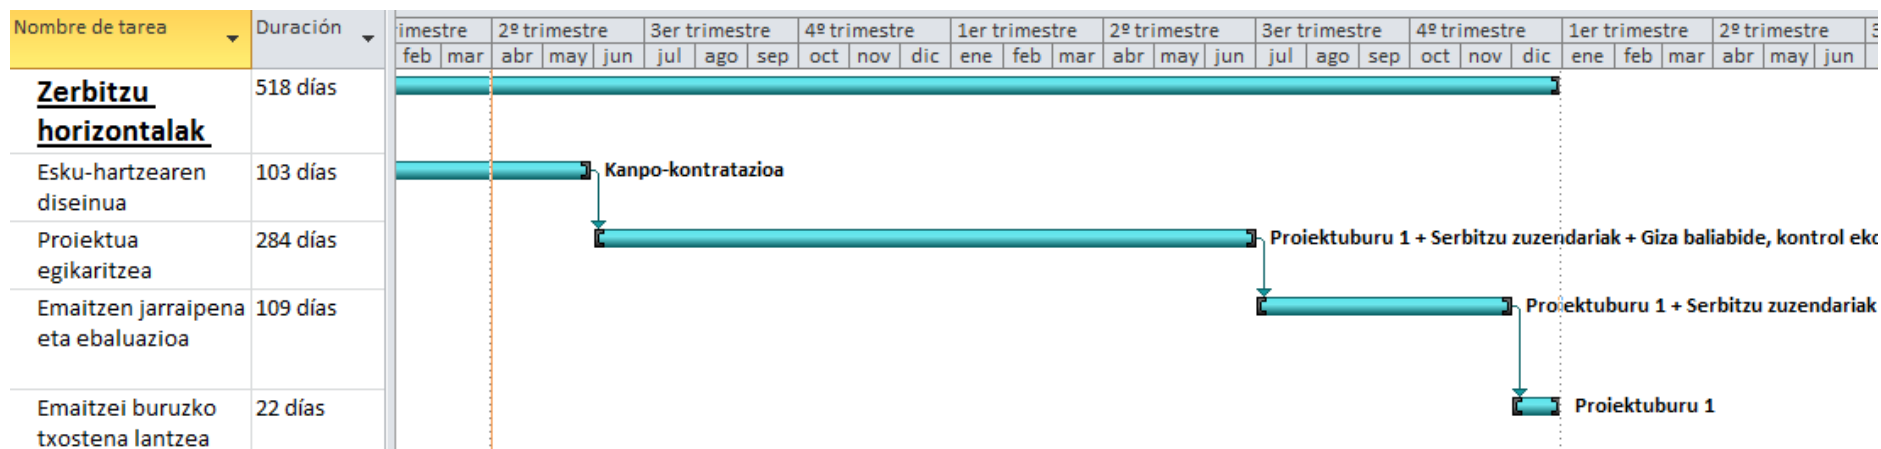 Nombre de tarea Duración rimestre 2º trimestre 3er trimestre 4º trimestre 1er trimestre 2º trimestre 3er trimestre 4º trimestre 1er trimestre 2º trimestre 3
feb mar abr may jun jul ago sep oct nov dic ene feb mar abr may jun jul ago sep oct nov dic ene feb mar abr may jun
Zerbitzu 518 días
horizontalak
Esku-hartzearen 103 días Kanpo-kontratazioa
diseinua
Proiektua 284 días Proiektuburu 1 + Serbitzu zuzendariak + Giza baliabide, kontrol eko
egikaritzea
Emaitzen jarraipena 109 días Proiektuburu 1 + Serbitzu zuzendariak
eta ebaluazioa
Emaitzei buruzko 22 días Proiektuburu 1
txostena lantzea